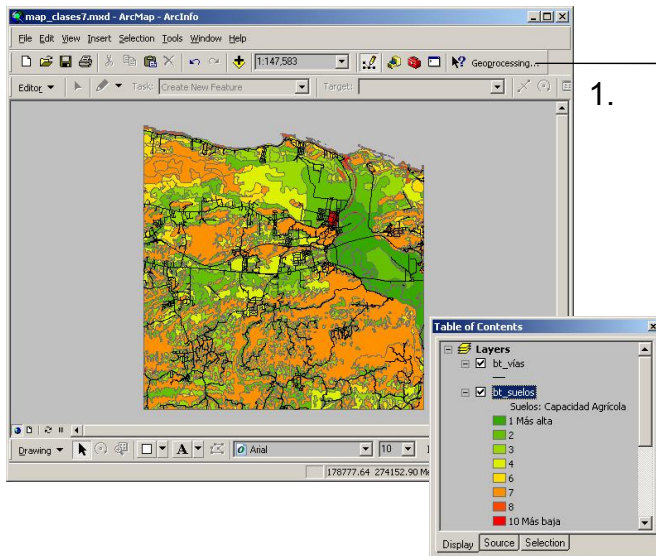 map_clases7.mxd - ArcMap - ArcInfo
File Edit View Insert Selection Tools Window Help
1:147,583
Geoprocessing...
Editor Task: Create New Feature Target:
1.
Table of Contents
Layers
bt_vías
bt_suelos
Suelos: Capacidad Agrícola
1 Más alta
2
3
4
6
7
8
10 Más baja
Display Source Selection
Drawing A Arial 10
178777.64 274152.90